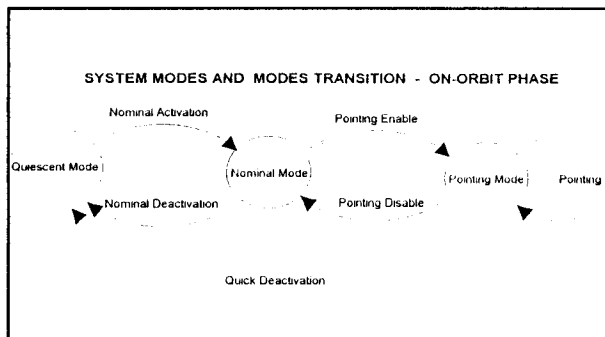 SYSTEM MODES AND MODES TRANSITION - ON-ORBIT PHASE
Nominal Activation
Pointing Enable
Quiescent Mode
Nominal Mode
Pointing Mode
Pointing
Nominal Deactivation
Pointing Disable
Quick Deactivation